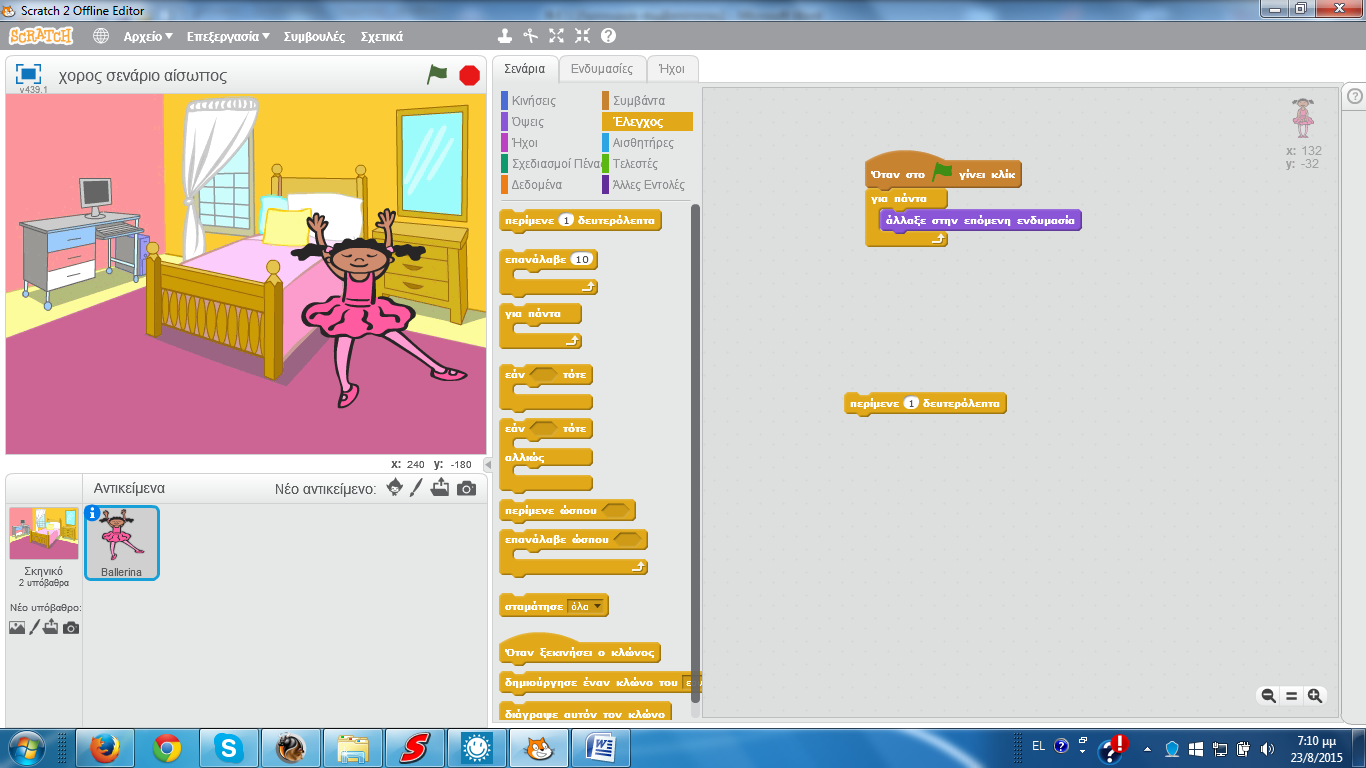 Scratch 2 Offline Editor
SCRATCH Αρχείο Επεξεργασία Συμβουλές Σχετικά
χορος σενάριο αίσωπος
v439.1
x: 240 y: -180
Αντικείμενα Νέο αντικείμενο:
Σκηνικό
2 υπόβαθρα
Ballerina
Νέο υπόβαθρο:
Σενάρια Ενδυμασίες Ήχοι
Κινήσεις Συμβάντα
Όψεις Έλεγχος
Ήχοι Αισθητήρες
Σχεδιασμοί Πένας Τελεστές
Δεδομένα Άλλες Εντολές
περίμενε 1 δευτερόλεπτα
επανάλαβε 10
για πάντα
εάν τότε
εάν τότε
αλλιώς
περίμενε ώσπου
επανάλαβε ώσπου
σταμάτησε όλα
Όταν ξεκινήσει ο κλώνος
δημιούργησε έναν κλώνο του
διάγραψε αυτόν τον κλώνο
Όταν στο γίνει κλίκ
για πάντα
άλλαξε στην επόμενη ενδυμασία
περίμενε 1 δευτερόλεπτα
x: 132
y: -32
EL
7:10 μμ
23/8/2015